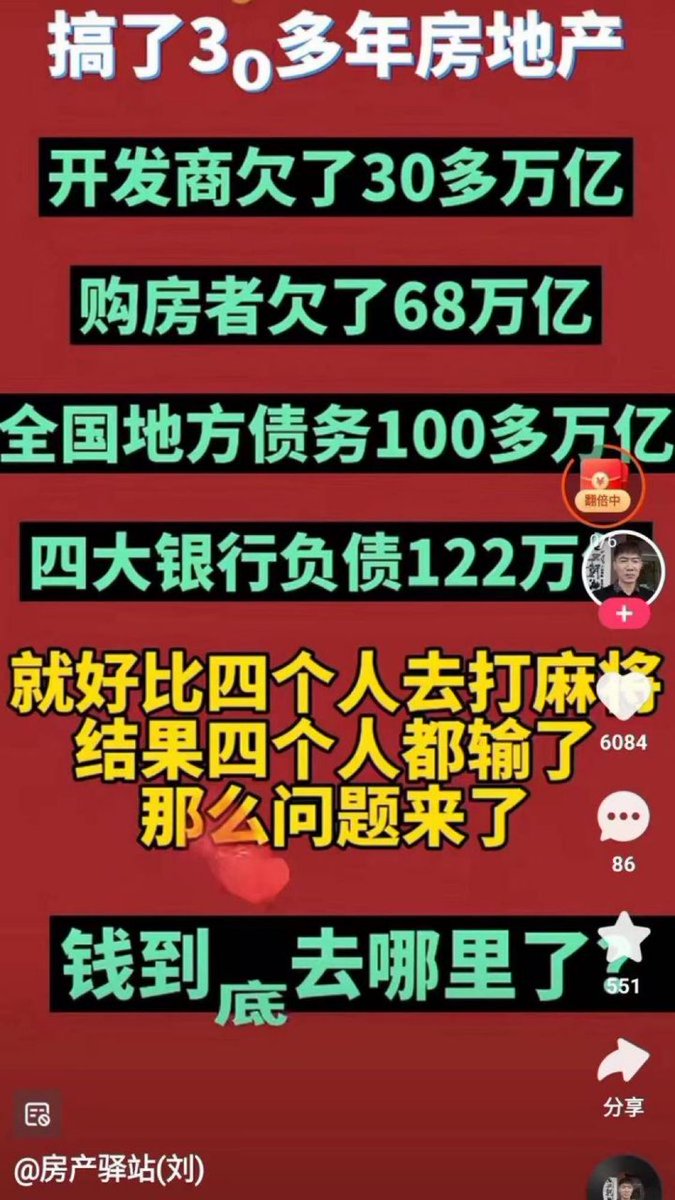 搞了30多年房地产
开发商欠了30多万亿
购房者欠了68万亿
全国地方债务100多万亿
翻倍中
四大银行负债122万
0/6
就好比四个人去打麻将
结果四个人都输了
6084
那么问题来了
86
钱到底去哪里了?
551
分享
@房产驿站(刘)